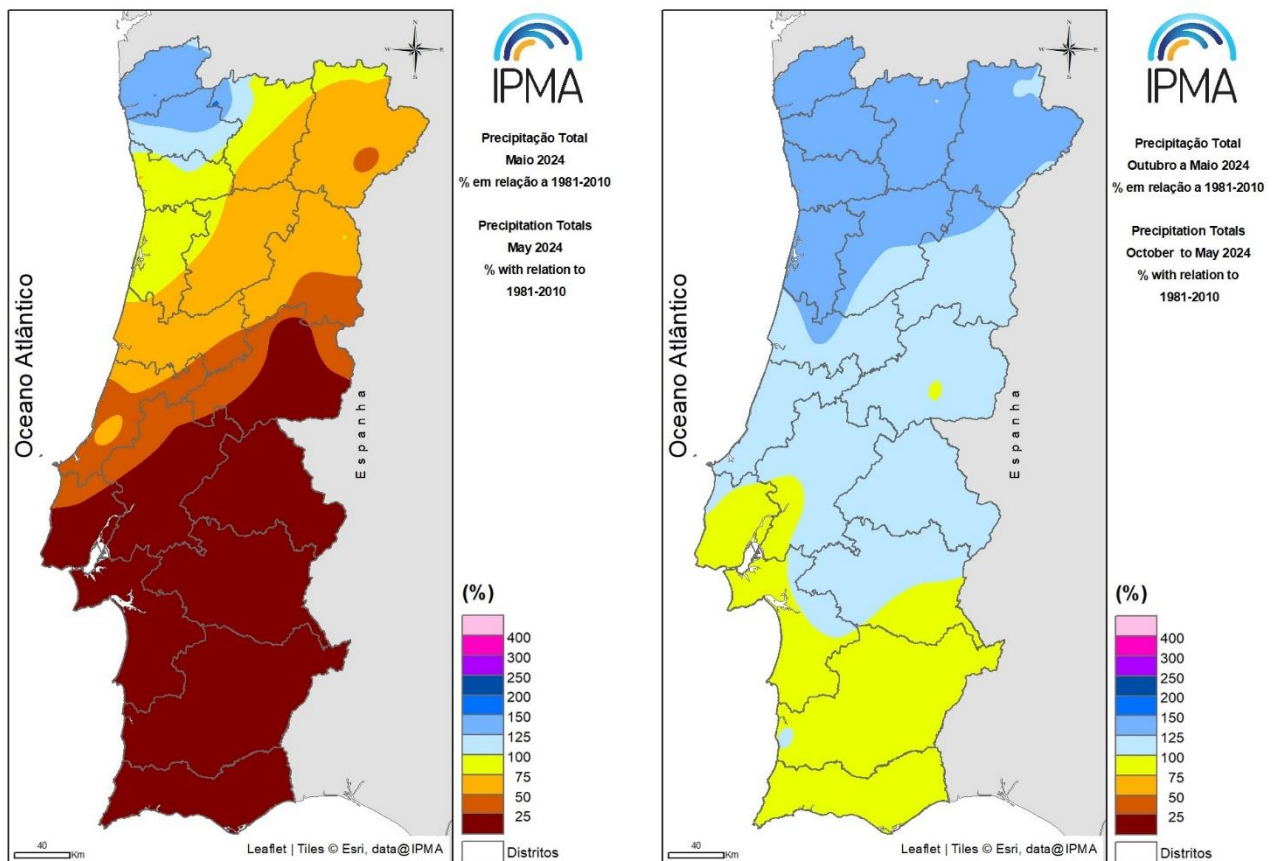 N
W
E
S
IPMA
Precipitação Total
Maio 2024
% em relação a 1981-2010
Precipitation Totals
May 2024
% with relation to
1981-2010
Oceano Atlântico
Espanha
(%)
400
300
250
200
150
125
100
75
50
25
Distritos
40
Km
Leaflet | Tiles © Esri, data@IPMA
N
W
E
S
IPMA
Precipitação Total
Outubro a Maio 2024
% em relação a 1981-2010
Precipitation Totals
October to May 2024
% with relation to
1981-2010
Oceano Atlântico
Espanha
(%)
400
300
250
200
150
125
100
75
50
25
Distritos
40
Km
Leaflet | Tiles © Esri, data@IPMA